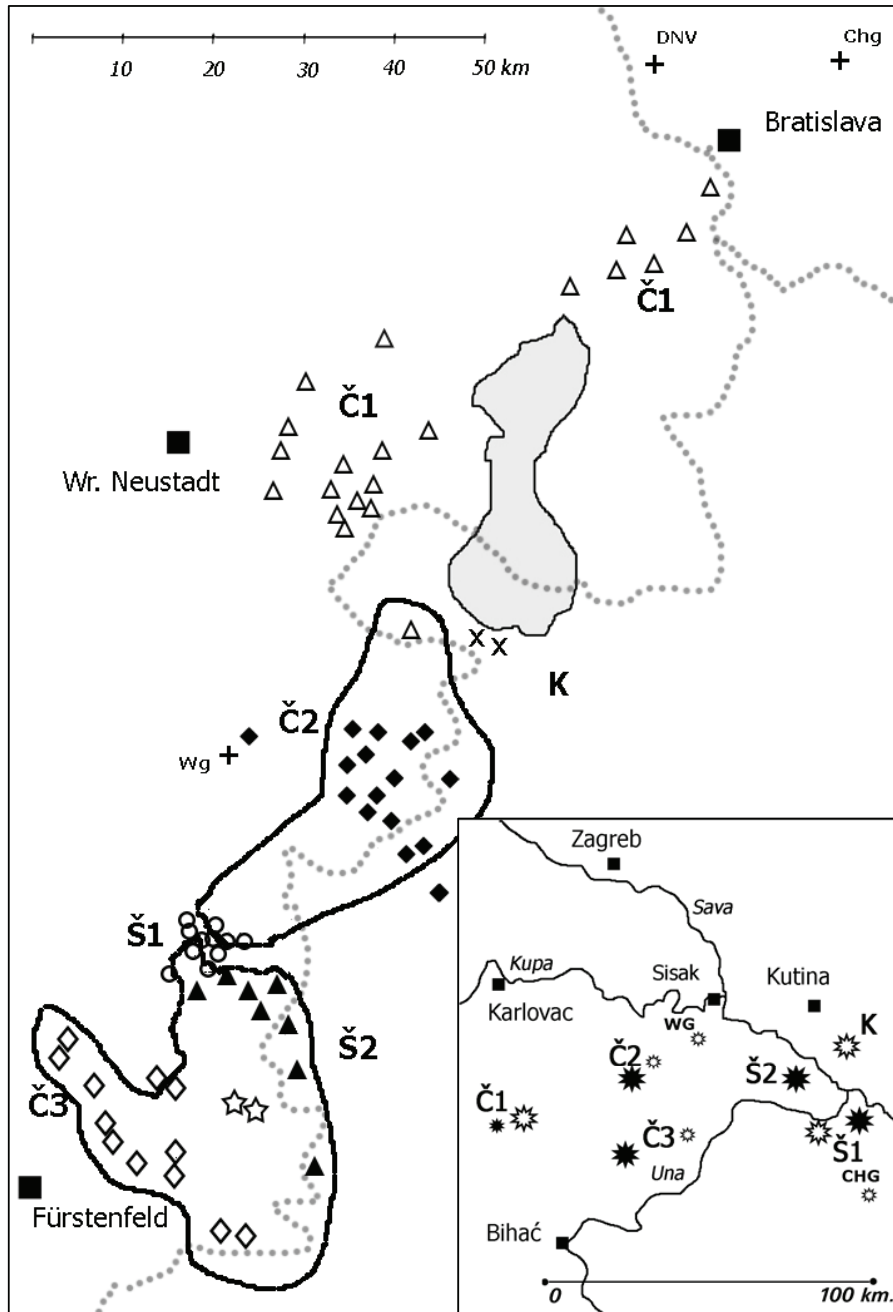 DNV
Chg
10 20 30 40 50 km
Bratislava
Č1
Č1
Wr. Neustadt
x
x
K
Č2
Wg
Š1
Š2
Č3
Fürstenfeld
Zagreb
Sava
Kupa
Sisak
Kutina
Karlovac
WG
K
Č2
Š2
Č1
Č3
Š1
Una
CHG
Bihać
0 100 km.